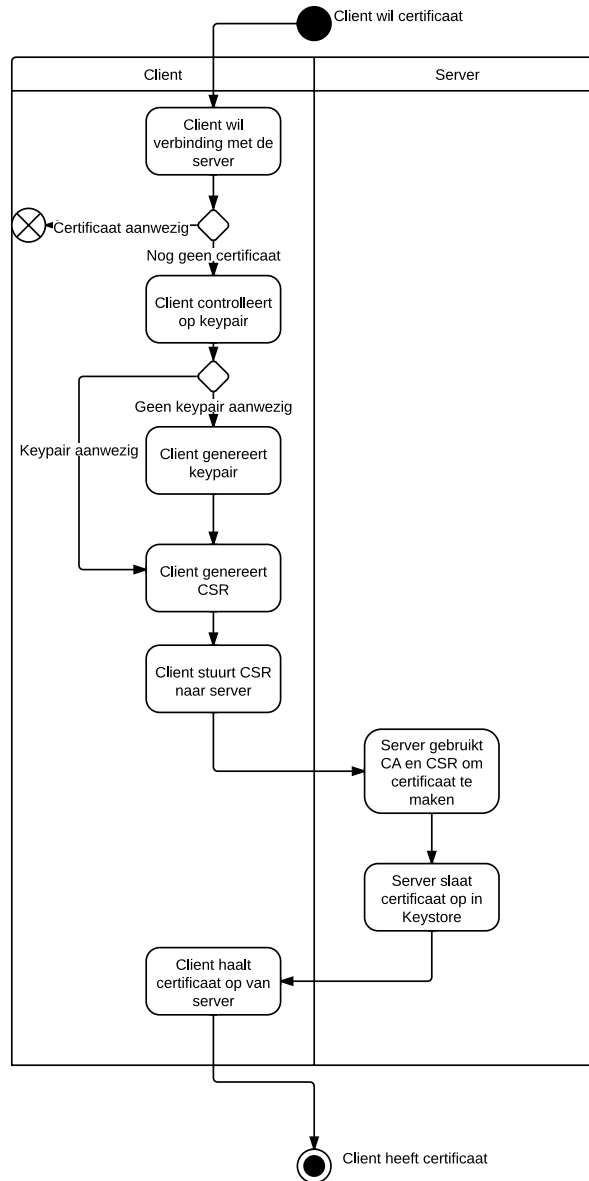 Client wil certificaat
Client
Server
Client wil
verbinding met de
server
Certificaat aanwezig
Nog geen certificaat
Client controlleert
op keypair
Geen keypair aanwezig
Keypair aanwezig
Client genereert
keypair
Client genereert
CSR
Client stuurt CSR
naar server
Server gebruikt
CA en CSR om
certificaat te
maken
Server slaat
certificaat op in
Keystore
Client haalt
certificaat op van
server
Client heeft certificaat